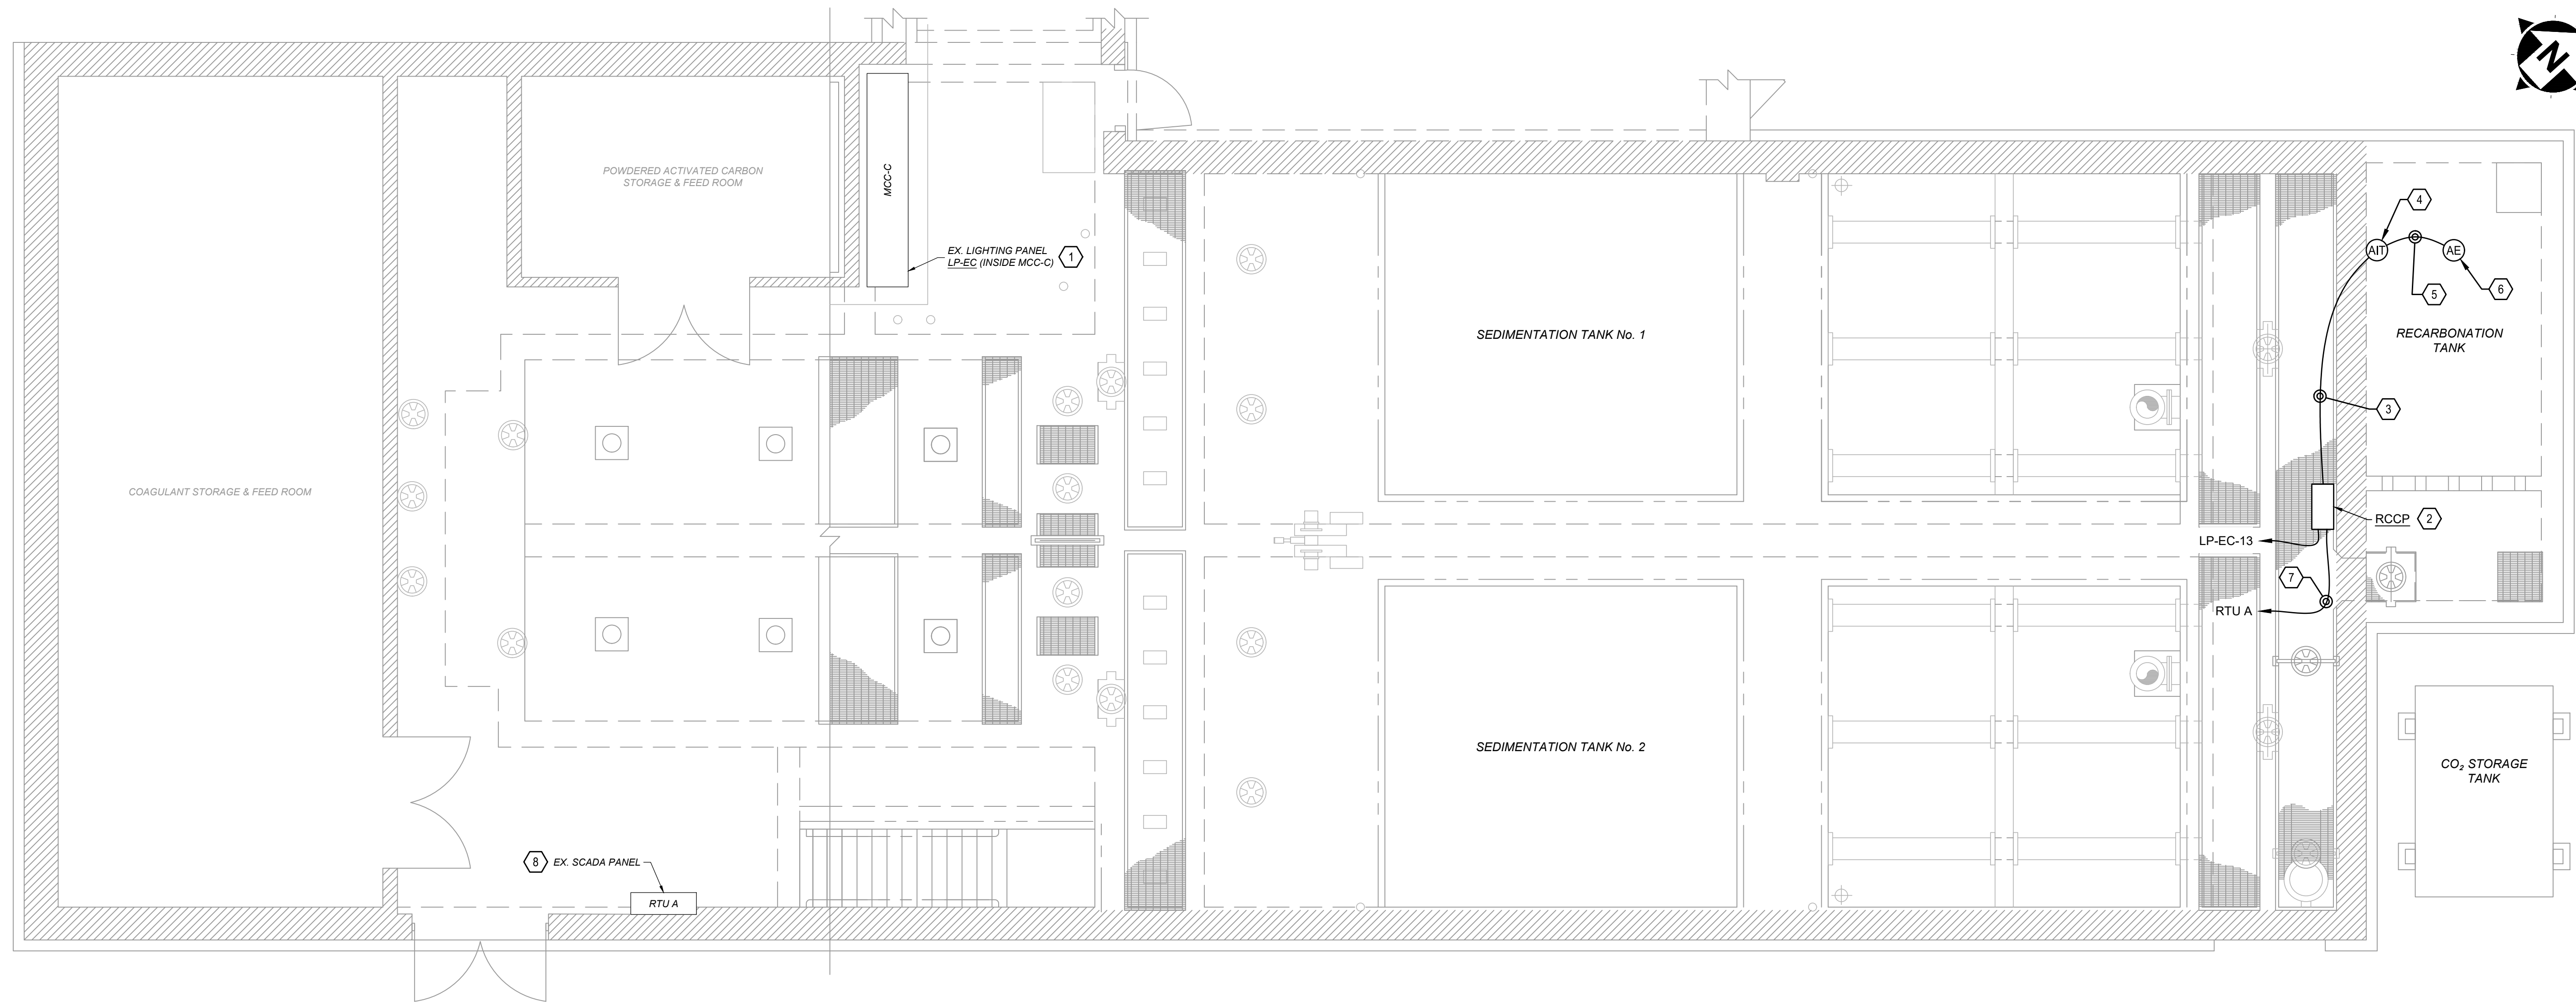 N
POWDERED ACTIVATED CARBON
STORAGE & FEED ROOM
MCC-C
EX. LIGHTING PANEL
LP-EC (INSIDE MCC-C)
1
COAGULANT STORAGE & FEED ROOM
SEDIMENTATION TANK No. 1
4
AIT
AE
5
6
RECARBONATION
TANK
3
RCCP
2
LP-EC-13
7
RTU A
SEDIMENTATION TANK No. 2
CO₂ STORAGE
TANK
8
EX. SCADA PANEL
RTU A